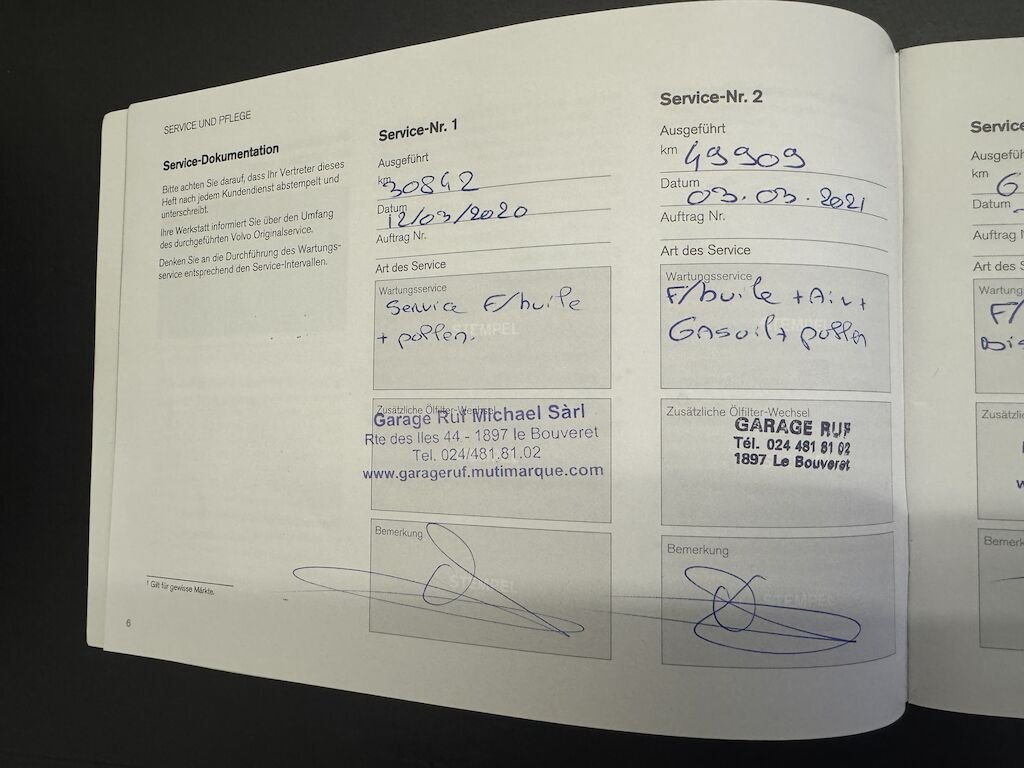 SERVICE UND PFLEGE
Service-Dokumentation
Bitte achten Sie darauf, dass Ihr Vertreter dieses
Heft nach jedem Kundendienst abstempelt und
unterschreibt.
Ihre Werkstatt informiert Sie über den Umfang
des durchgeführten Volvo Originalservice.
Denken Sie an die Durchführung des Wartungs-
service entsprechend den Service-Intervallen.
1 Gilt für gewisse Märkte.
6
Service-Nr. 1
Ausgeführt
km 30842
Datum 12/03/2020
Auftrag Nr.
Art des Service
Wartungsservice
Service F/huile
+ pollen.
STEMPEL
Zusätzliche Ölfilter-Wechsel
Garage Ruf Michael Sàrl
Rte des Iles 44 - 1897 le Bouveret
Tel. 024/481.81.02
www.garageruf.mutimarque.com
Bemerkung
STEMPEL
Service-Nr. 2
Ausgeführt
km 49909
Datum 03.03.2021
Auftrag Nr.
Art des Service
Wartungsservice
F/huile + Air +
Gasoil + pollen
STEMPEL
Zusätzliche Ölfilter-Wechsel
GARAGE RUF
Tél. 024 481 81 02
1897 Le Bouveret
Bemerkung
STEMPEL
Service
Ausgeführ
km 6
Datum
Auftrag N
Art des S
Wartung
F/
Zusätzli
w
Bemerk